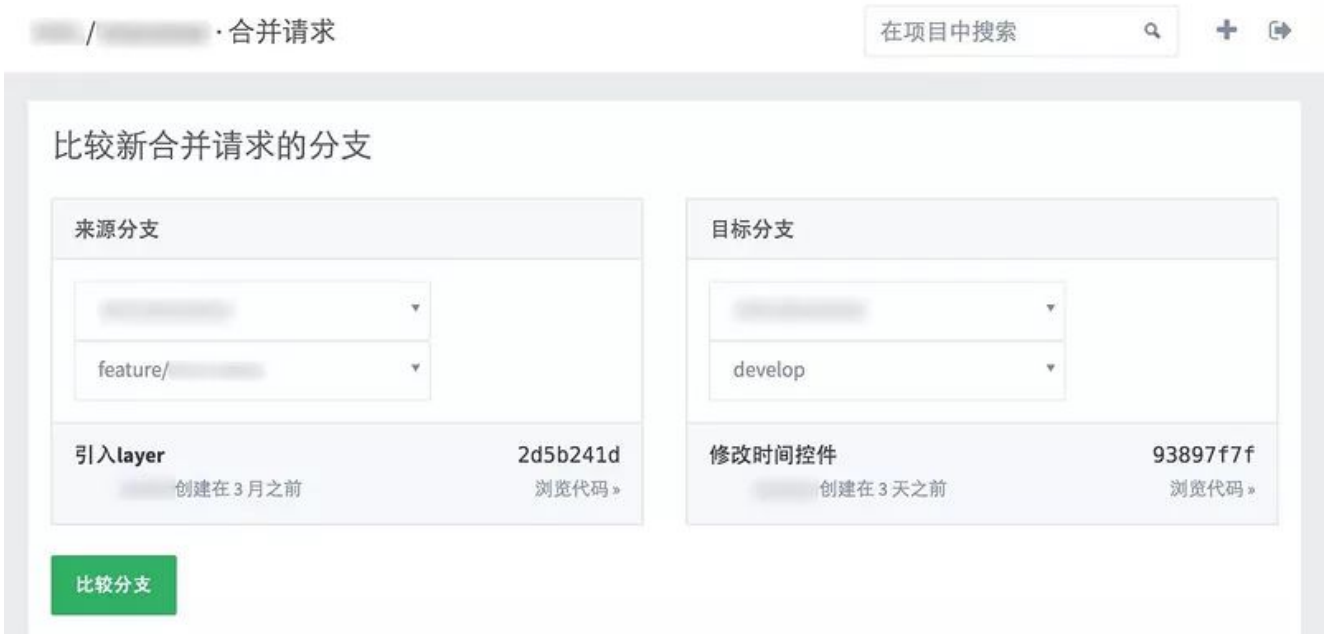 / · 合并请求
在项目中搜索
比较新合并请求的分支
来源分支
feature/
引入layer 2d5b241d
创建在 3 月之前 浏览代码 »
目标分支
develop
修改时间控件 93897f7f
创建在 3 天之前 浏览代码 »
比较分支